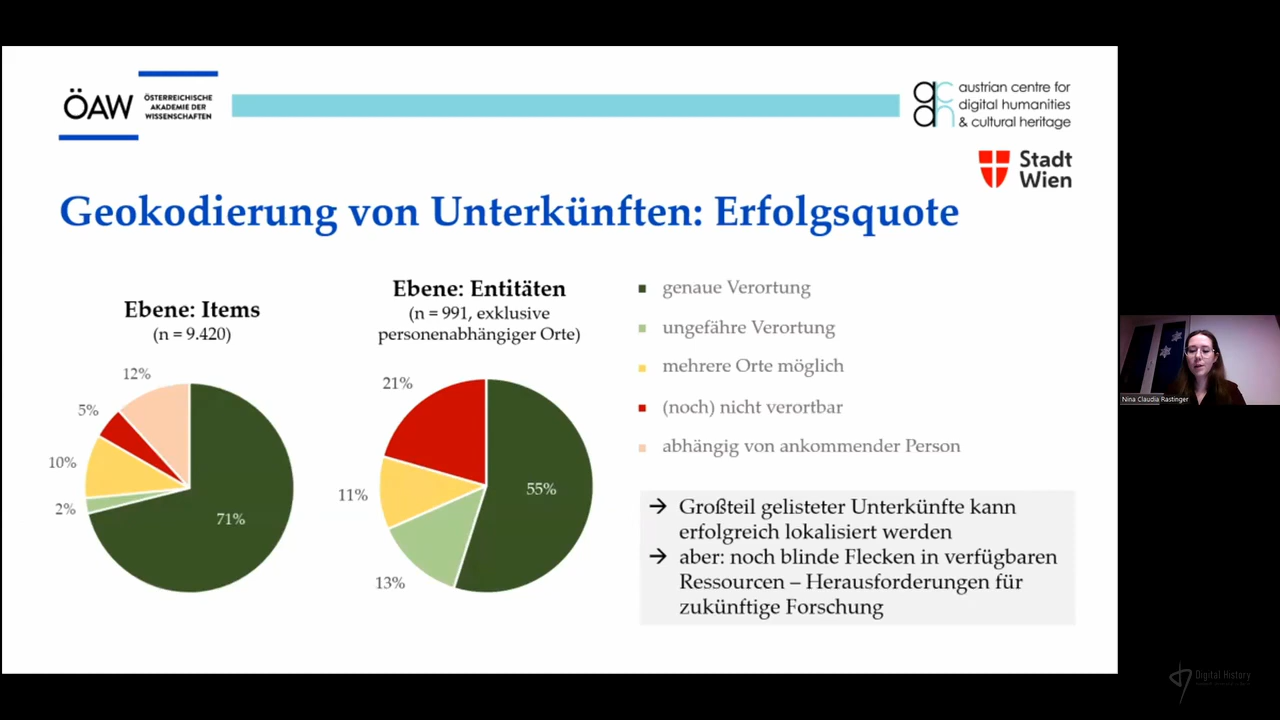 ÖAW
ÖSTERREICHISCHE
AKADEMIE DER
WISSENSCHAFTEN
austrian centre for
digital humanities
& cultural heritage
Stadt
Wien
Geokodierung von Unterkünften: Erfolgsquote
Ebene: Items
(n = 9.420)
12%
5%
10%
2%
71%
Ebene: Entitäten
(n = 991, exklusive
personenabhängiger Orte)
21%
11%
13%
55%
genaue Verortung
ungefähre Verortung
mehrere Orte möglich
(noch) nicht verortbar
abhängig von ankommender Person
→ Großteil gelisteter Unterkünfte kann
erfolgreich lokalisiert werden
→ aber: noch blinde Flecken in verfügbaren
Ressourcen – Herausforderungen für
zukünftige Forschung
Nina Claudia Rastinger
Digital History